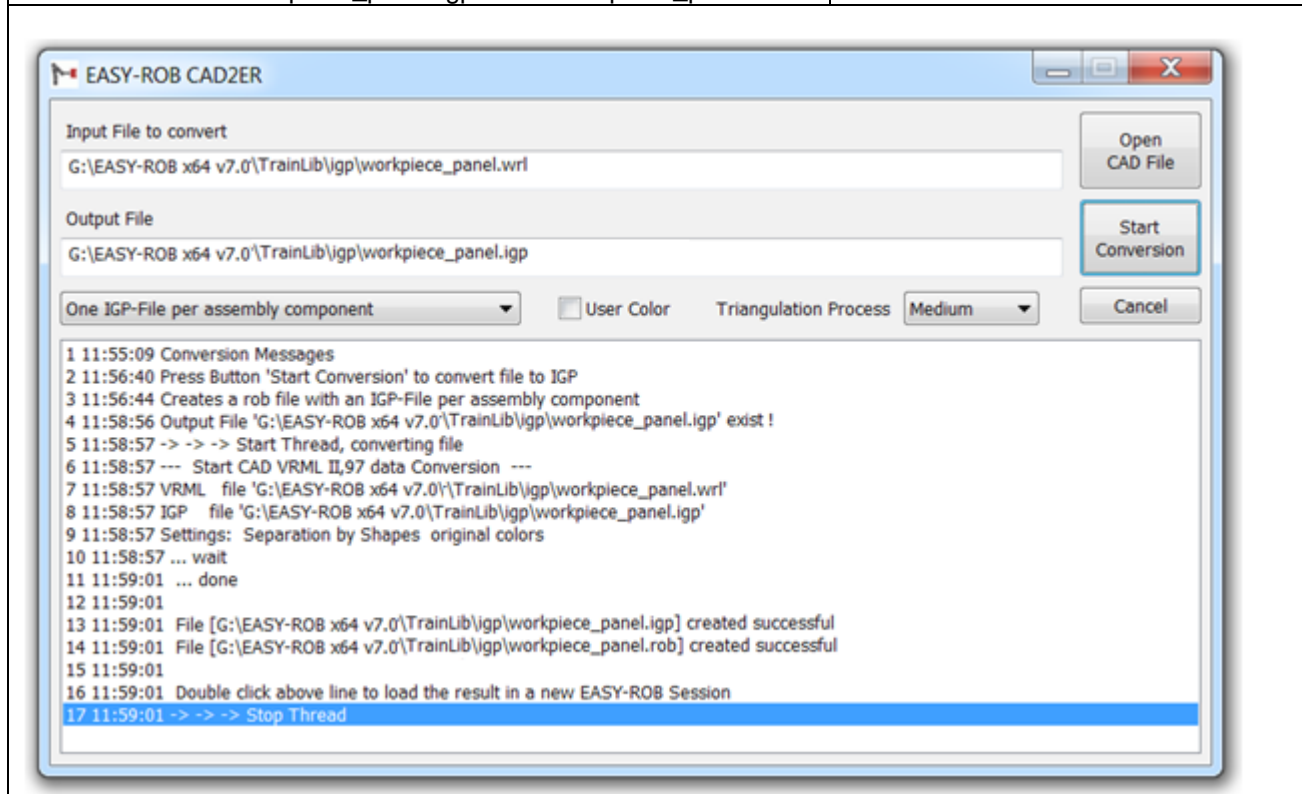 EASY-ROB CAD2ER
Input File to convert
G:\EASY-ROB x64 v7.0\TrainLib\igp\workpiece_panel.wrl
Open
CAD File
Output File
G:\EASY-ROB x64 v7.0\TrainLib\igp\workpiece_panel.igp
Start
Conversion
One IGP-File per assembly component
User Color
Triangulation Process
Medium
Cancel
1 11:55:09 Conversion Messages
2 11:56:40 Press Button 'Start Conversion' to convert file to IGP
3 11:56:44 Creates a rob file with an IGP-File per assembly component
4 11:58:56 Output File 'G:\EASY-ROB x64 v7.0'\TrainLib\igp\workpiece_panel.igp' exist !
5 11:58:57 -> -> -> Start Thread, converting file
6 11:58:57 --- Start CAD VRML II,97 data Conversion ---
7 11:58:57 VRML file 'G:\EASY-ROB x64 v7.0\r\TrainLib\igp\workpiece_panel.wrl'
8 11:58:57 IGP file 'G:\EASY-ROB x64 v7.0\TrainLib\igp\workpiece_panel.igp'
9 11:58:57 Settings: Separation by Shapes original colors
10 11:58:57 ... wait
11 11:59:01 ... done
12 11:59:01
13 11:59:01 File [G:\EASY-ROB x64 v7.0\TrainLib\igp\workpiece_panel.igp] created successful
14 11:59:01 File [G:\EASY-ROB x64 v7.0\TrainLib\igp\workpiece_panel.rob] created successful
15 11:59:01
16 11:59:01 Double click above line to load the result in a new EASY-ROB Session
17 11:59:01 -> -> -> Stop Thread